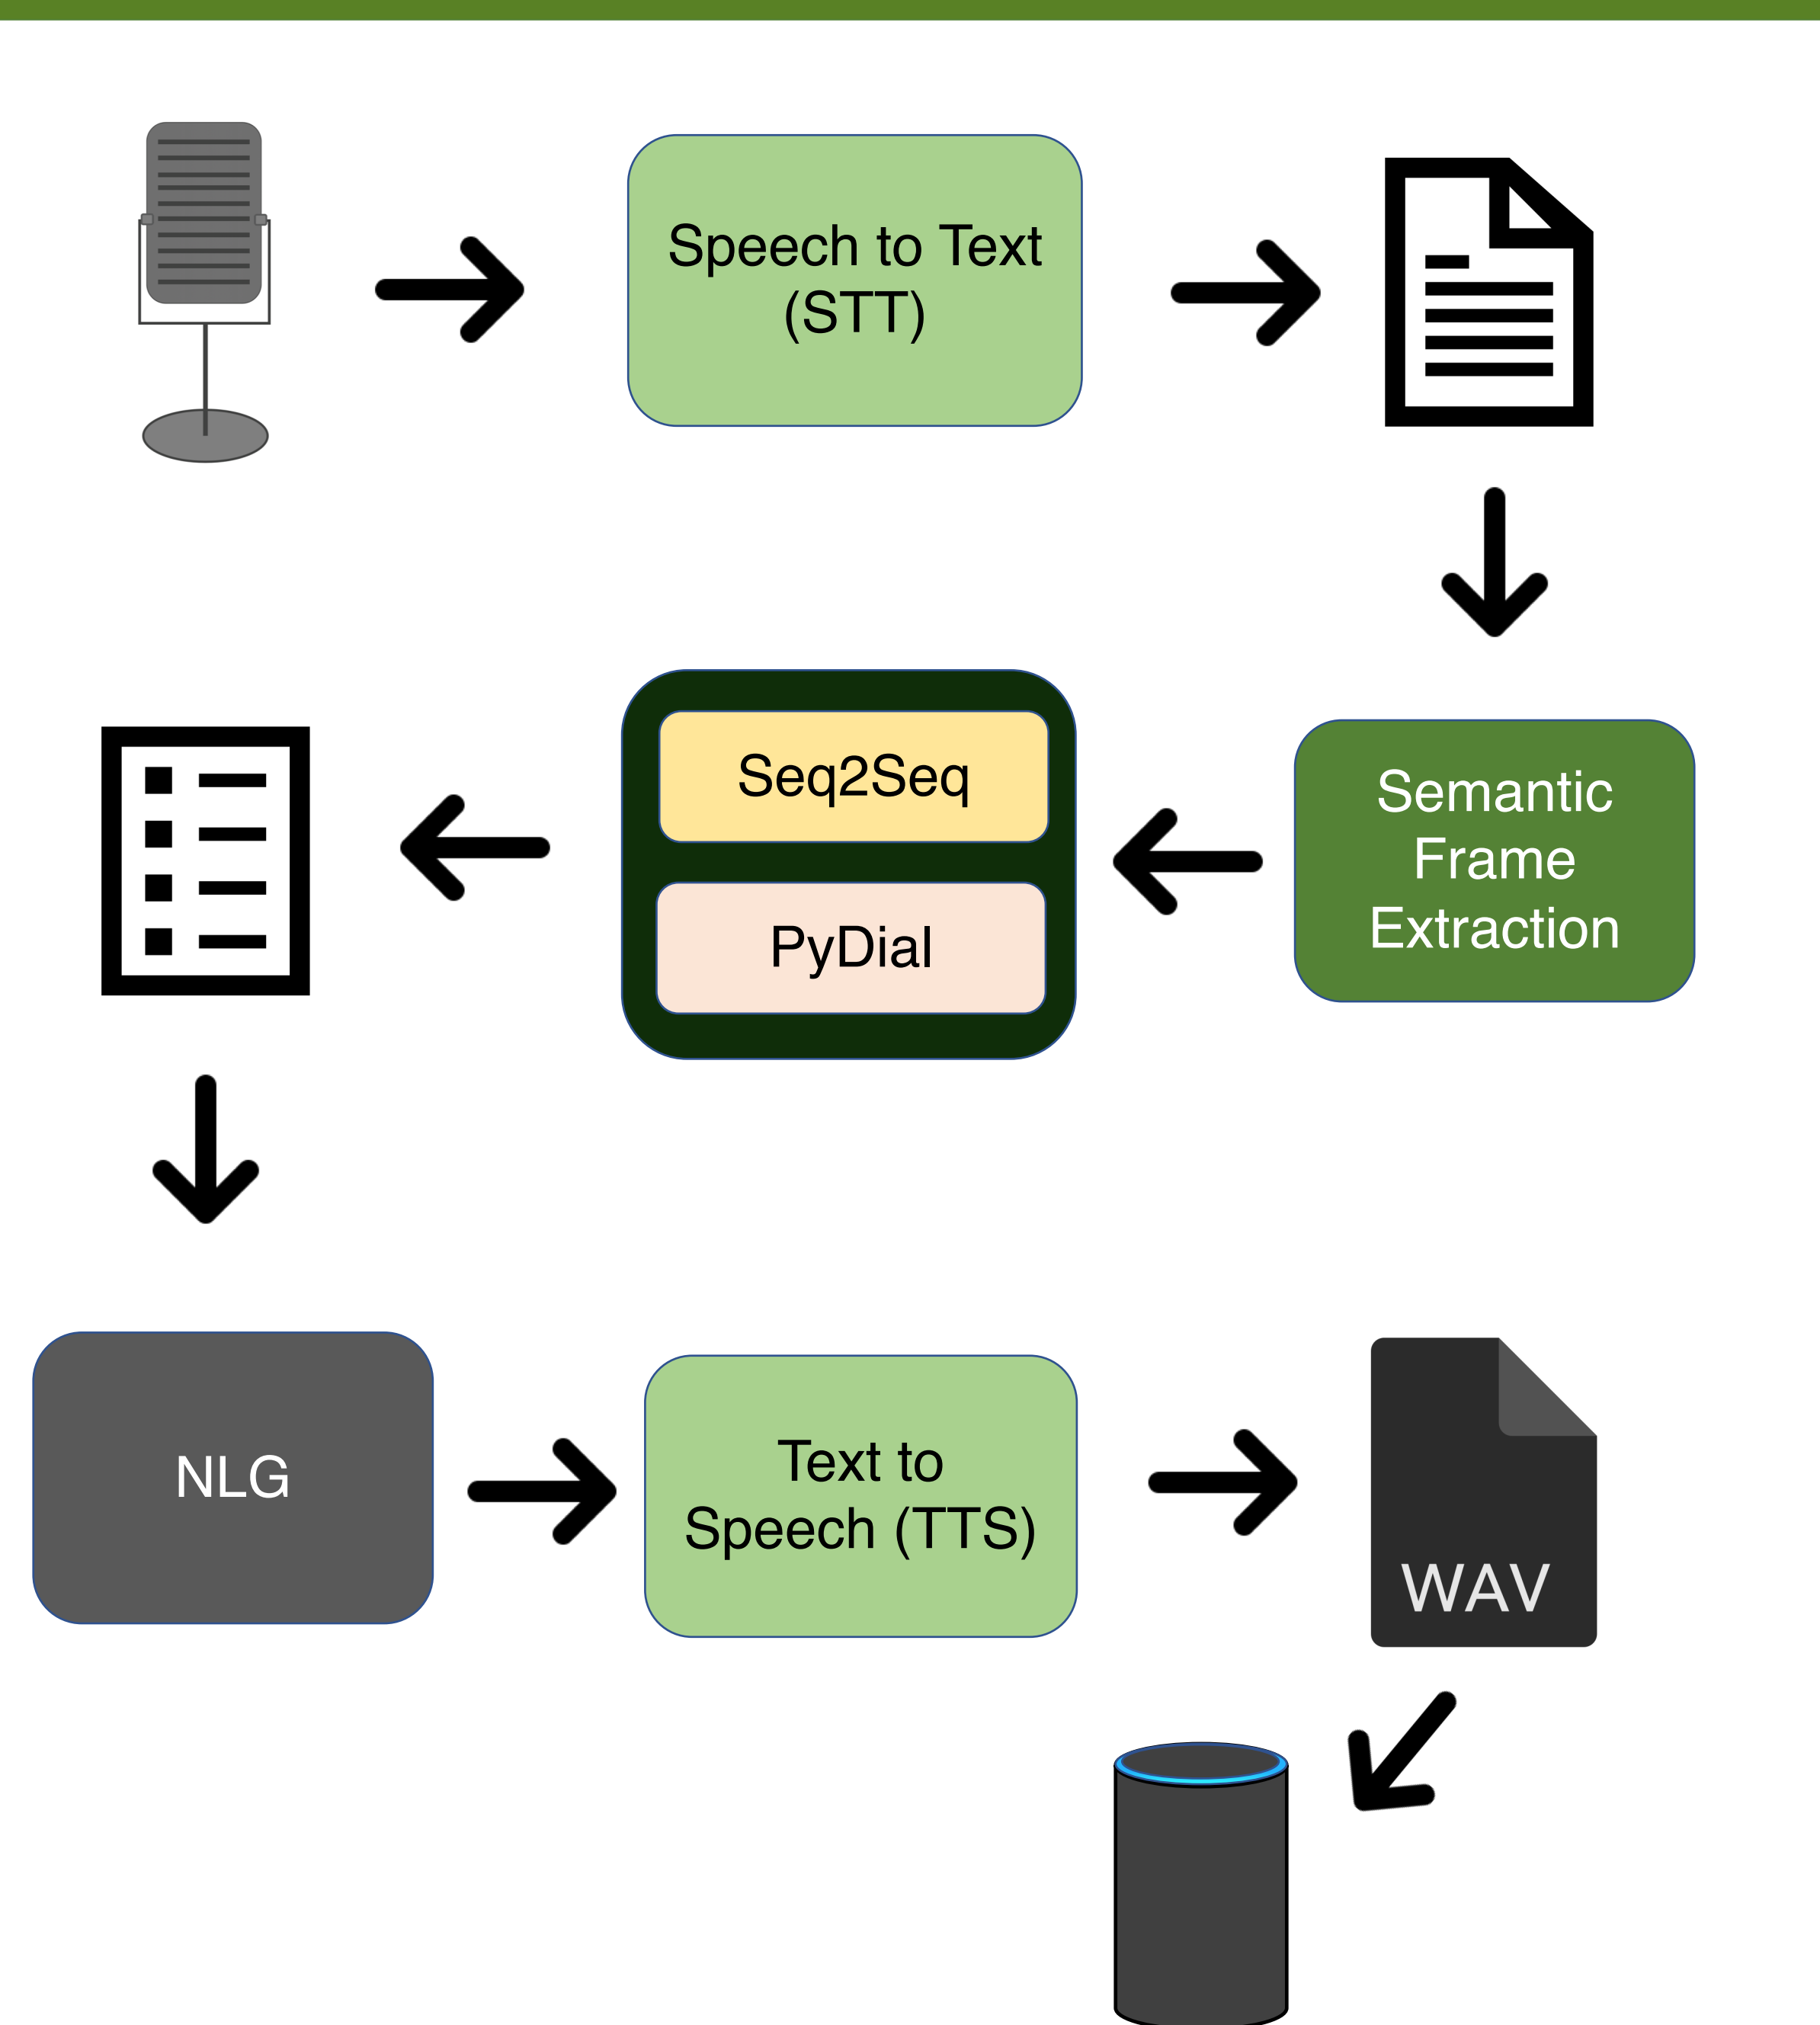 Speech to Text
(STT)
Seq2Seq
PyDial
Semantic
Frame
Extraction
NLG
Text to
Speech (TTS)
WAV